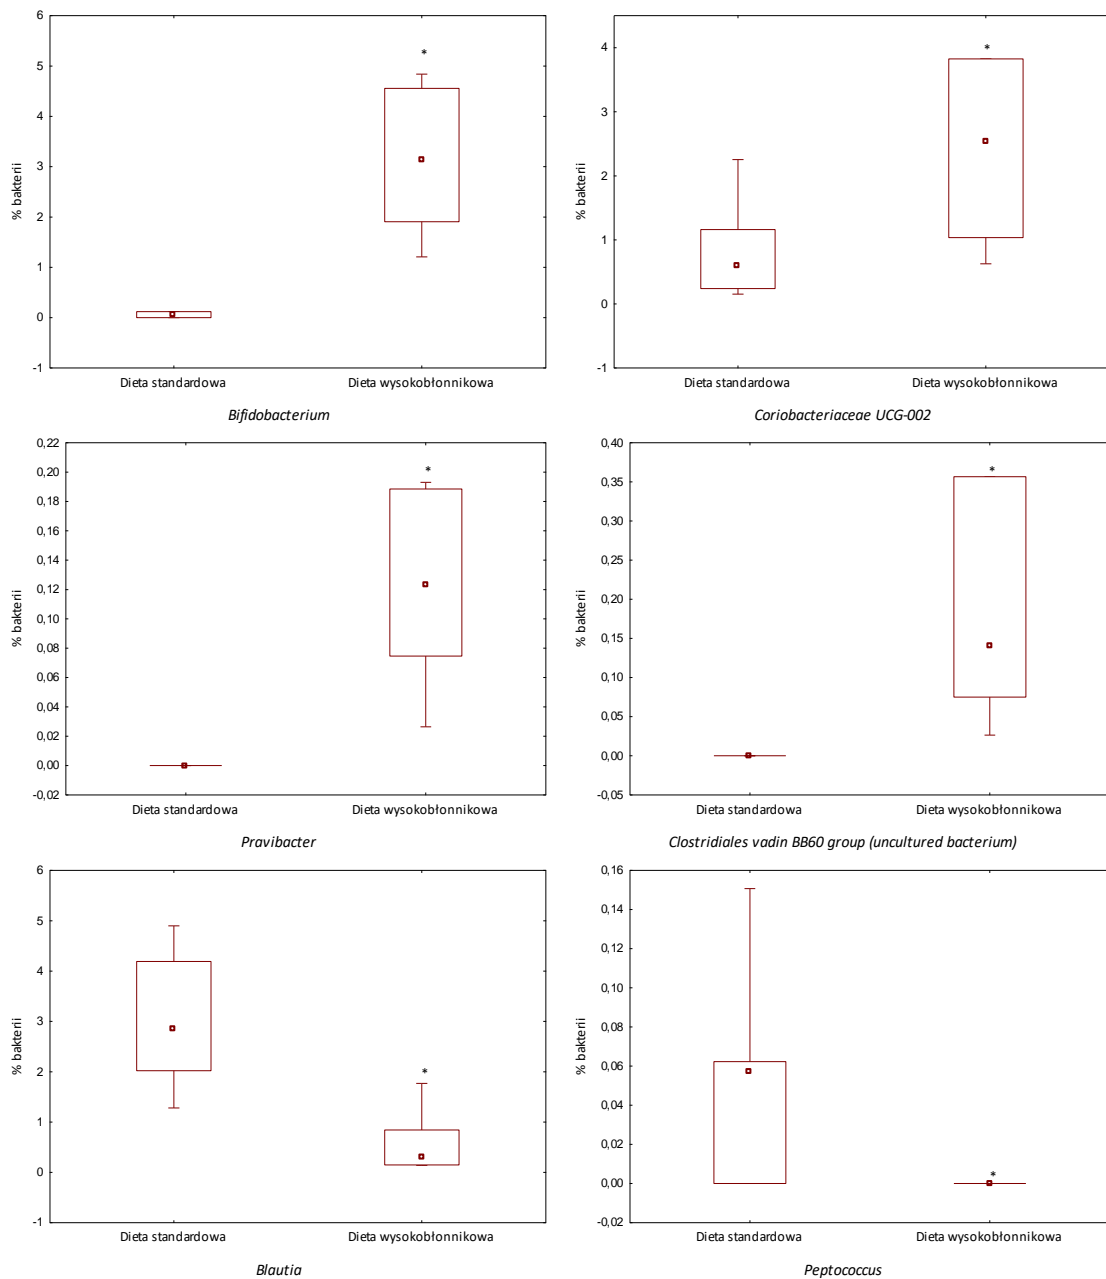 6
5
4
3
2
1
0
-1
% bakterii
*
Dieta standardowa
Dieta wysokobłonnikowa
Bifidobacterium
4
3
2
1
0
-1
% bakterii
*
Dieta standardowa
Dieta wysokobłonnikowa
Coriobacteriaceae UCG-002
0,22
0,20
0,18
0,16
0,14
0,12
0,10
0,08
0,06
0,04
0,02
0,00
-0,02
% bakterii
*
Dieta standardowa
Dieta wysokobłonnikowa
Pravibacter
0,40
0,35
0,30
0,25
0,20
0,15
0,10
0,05
0,00
-0,05
% bakterii
*
Dieta standardowa
Dieta wysokobłonnikowa
Clostridiales vadin BB60 group (uncultured bacterium)
6
5
4
3
2
1
0
-1
% bakterii
*
Dieta standardowa
Dieta wysokobłonnikowa
Blautia
0,16
0,14
0,12
0,10
0,08
0,06
0,04
0,02
0,00
-0,02
% bakterii
*
Dieta standardowa
Dieta wysokobłonnikowa
Peptococcus